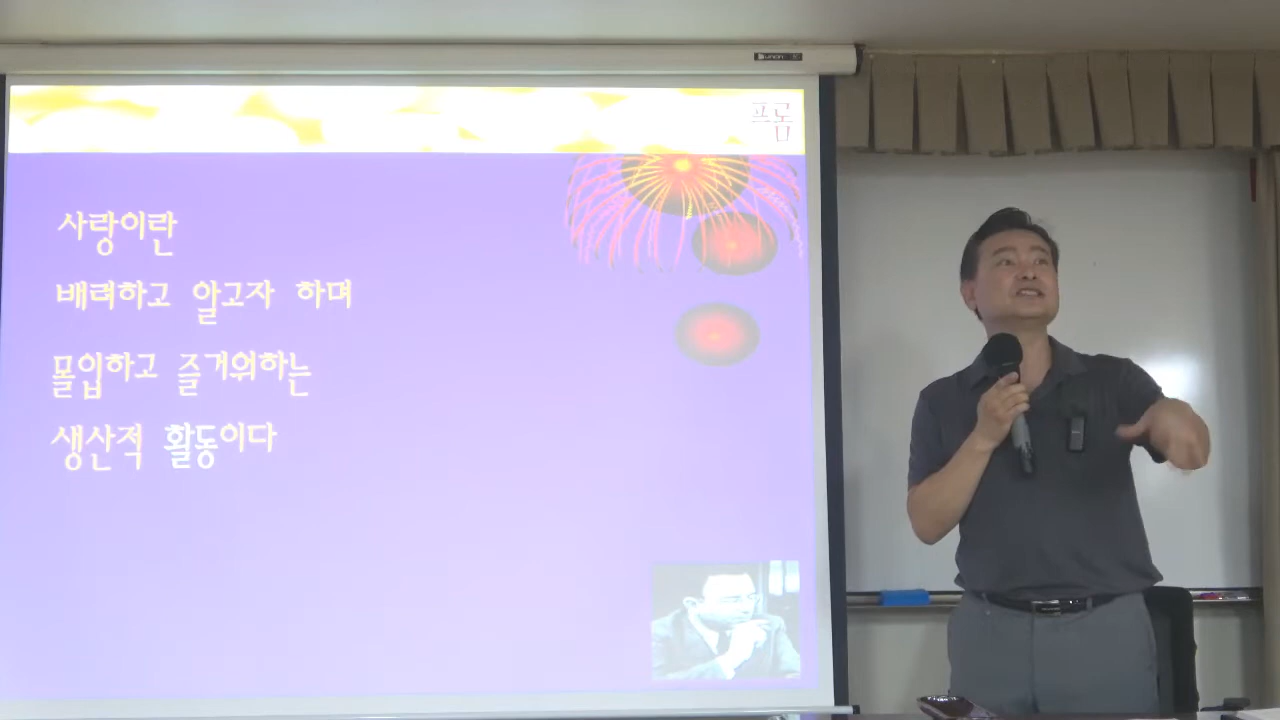 프롬
사랑이란
배려하고 알고자 하며
몰입하고 즐거워하는
생산적 활동이다